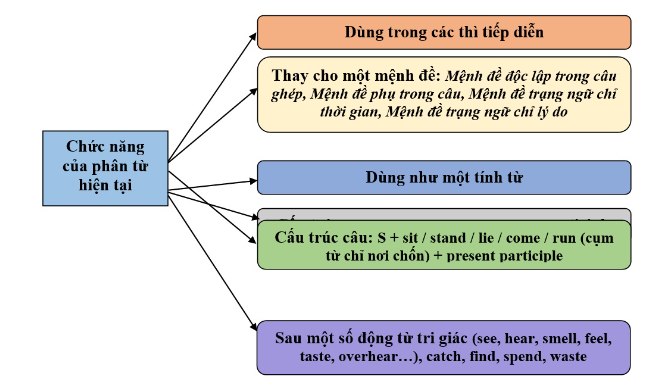 Dùng trong các thì tiếp diễn
Thay cho một mệnh đề: Mệnh đề độc lập trong câu
ghép, Mệnh đề phụ trong câu, Mệnh đề trạng ngữ chỉ
thời gian, Mệnh đề trạng ngữ chỉ lý do
Chức năng
của phân từ
hiện tại
Dùng như một tính từ
Cấu trúc câu: S + sit / stand / lie / come / run (cụm
từ chỉ nơi chốn) + present participle
Sau một số động từ tri giác (see, hear, smell, feel,
taste, overhear…), catch, find, spend, waste